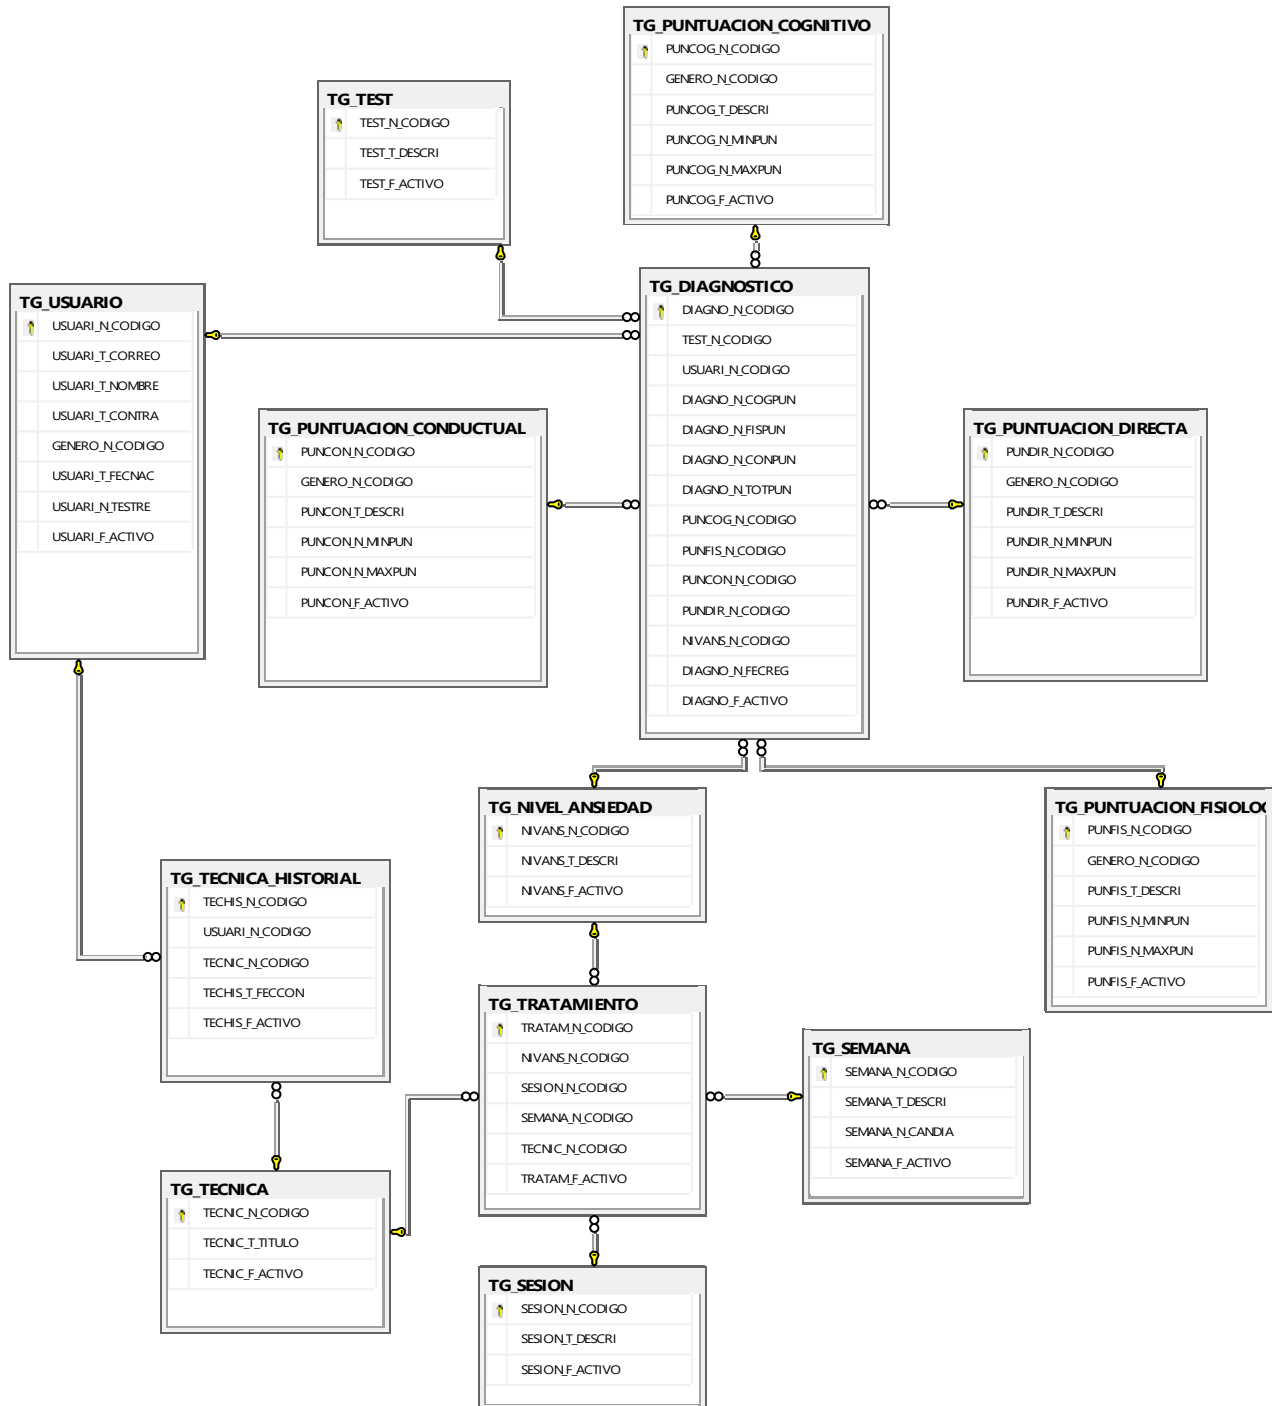 TG_PUNTUACION_COGNITIVO
PUNCOG_N_CODIGO
GENERO_N_CODIGO
PUNCOG_T_DESCRI
PUNCOG_N_MINPUN
PUNCOG_N_MAXPUN
PUNCOG_F_ACTIVO
TG_TEST
TEST_N_CODIGO
TEST_T_DESCRI
TEST_F_ACTIVO
TG_USUARIO
USUARI_N_CODIGO
USUARI_T_CORREO
USUARI_T_NOMBRE
USUARI_T_CONTRA
GENERO_N_CODIGO
USUARI_T_FECNAC
USUARI_N_TESTRE
USUARI_F_ACTIVO
TG_DIAGNOSTICO
DIAGNO_N_CODIGO
TEST_N_CODIGO
USUARI_N_CODIGO
DIAGNO_N_COGPUN
DIAGNO_N_FISPUN
DIAGNO_N_CONPUN
DIAGNO_N_TOTPUN
PUNCOG_N_CODIGO
PUNFIS_N_CODIGO
PUNCON_N_CODIGO
PUNDIR_N_CODIGO
NIVANS_N_CODIGO
DIAGNO_N_FECREG
DIAGNO_F_ACTIVO
TG_PUNTUACION_CONDUCTUAL
PUNCON_N_CODIGO
GENERO_N_CODIGO
PUNCON_T_DESCRI
PUNCON_N_MINPUN
PUNCON_N_MAXPUN
PUNCON_F_ACTIVO
TG_PUNTUACION_DIRECTA
PUNDIR_N_CODIGO
GENERO_N_CODIGO
PUNDIR_T_DESCRI
PUNDIR_N_MINPUN
PUNDIR_N_MAXPUN
PUNDIR_F_ACTIVO
TG_NIVEL_ANSIEDAD
NIVANS_N_CODIGO
NIVANS_T_DESCRI
NIVANS_F_ACTIVO
TG_PUNTUACION_FISIOLOG
PUNFIS_N_CODIGO
GENERO_N_CODIGO
PUNFIS_T_DESCRI
PUNFIS_N_MINPUN
PUNFIS_N_MAXPUN
PUNFIS_F_ACTIVO
TG_TECNICA_HISTORIAL
TECHIS_N_CODIGO
USUARI_N_CODIGO
TECNIC_N_CODIGO
TECHIS_T_FECCON
TECHIS_F_ACTIVO
TG_TRATAMIENTO
TRATAM_N_CODIGO
NIVANS_N_CODIGO
SESION_N_CODIGO
SEMANA_N_CODIGO
TECNIC_N_CODIGO
TRATAM_F_ACTIVO
TG_SEMANA
SEMANA_N_CODIGO
SEMANA_T_DESCRI
SEMANA_N_CANDIA
SEMANA_F_ACTIVO
TG_TECNICA
TECNIC_N_CODIGO
TECNIC_T_TITULO
TECNIC_F_ACTIVO
TG_SESION
SESION_N_CODIGO
SESION_T_DESCRI
SESION_F_ACTIVO